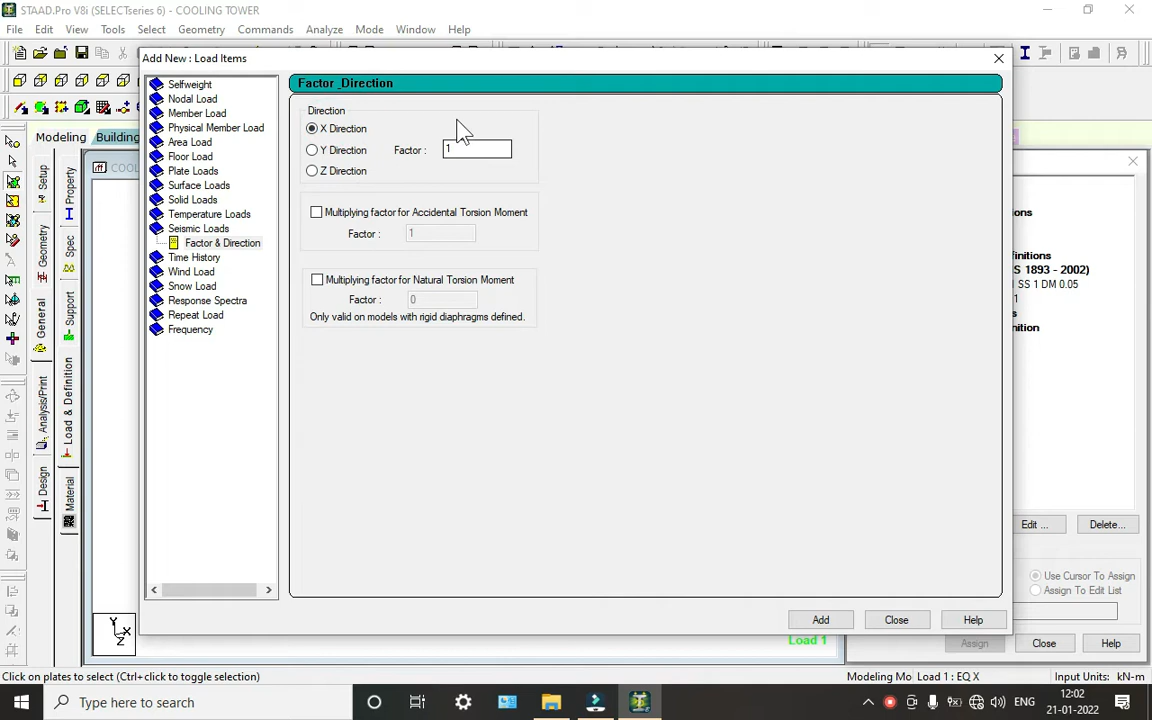 STAAD.Pro V8i (SELECTseries 6) - COOLING TOWER
File Edit View Tools Select Geometry Commands Analyze Mode Window Help
Add New : Load Items
Selfweight
Nodal Load
Member Load
Physical Member Load
Area Load
Floor Load
Plate Loads
Surface Loads
Solid Loads
Temperature Loads
Seismic Loads
Factor & Direction
Time History
Wind Load
Snow Load
Response Spectra
Repeat Load
Frequency
Factor _Direction
Direction
X Direction
Y Direction Factor : 1
Z Direction
Multiplying factor for Accidental Torsion Moment
Factor : 1
Multiplying factor for Natural Torsion Moment
Factor : 0
Only valid on models with rigid diaphragms defined.
Add Close Help
Modeling Building
Setup
Geometry
General
Analysis/Print
Design
Property
Spec
Support
Load & Definition
Material
COOL
ons
finitions
S 1893 - 2002)
SS 1 DM 0.05
1
s
nition
Edit ... Delete...
Use Cursor To Assign
Assign To Edit List
Assign Close Help
Y
X
Z
Load 1
Click on plates to select (Ctrl+click to toggle selection) Modeling Mo Load 1 : EQ X Input Units: kN-m
Type here to search
ENG
12:02
21-01-2022